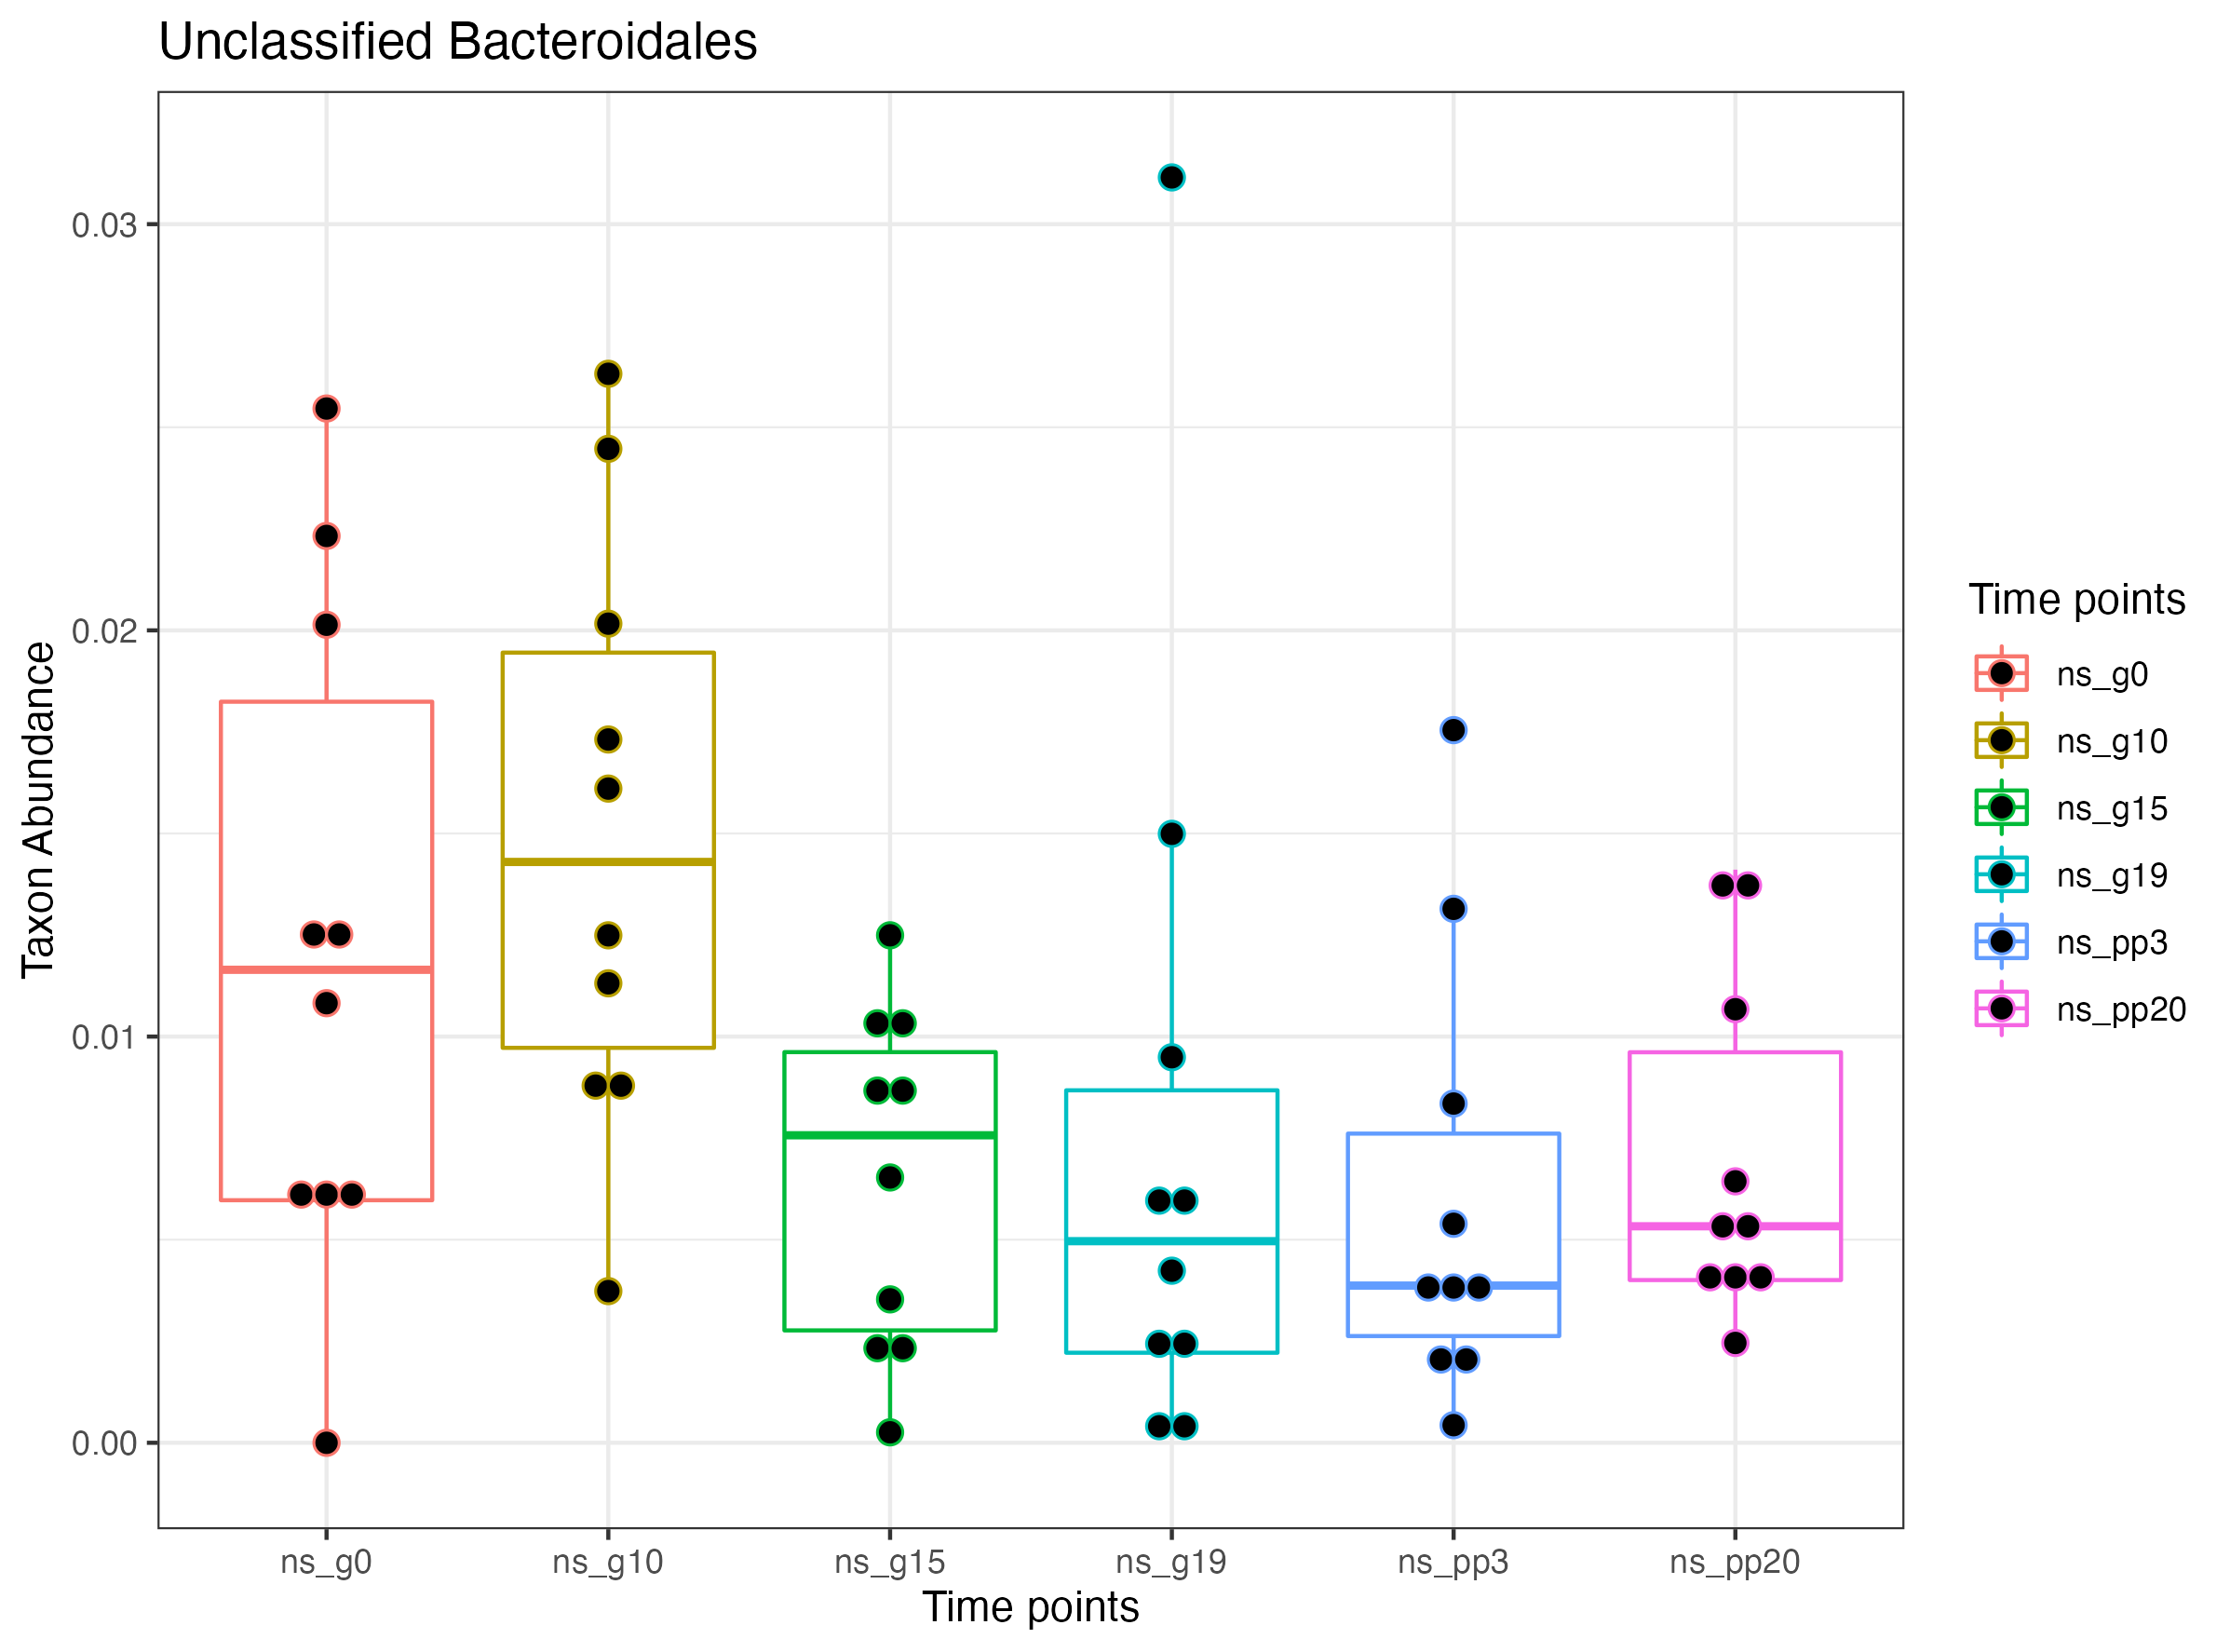 Unclassified Bacteroidales
Taxon Abundance
0.03
0.02
0.01
0.00
ns_g0
ns_g10
ns_g15
ns_g19
ns_pp3
ns_pp20
Time points
Time points
ns_g0
ns_g10
ns_g15
ns_g19
ns_pp3
ns_pp20